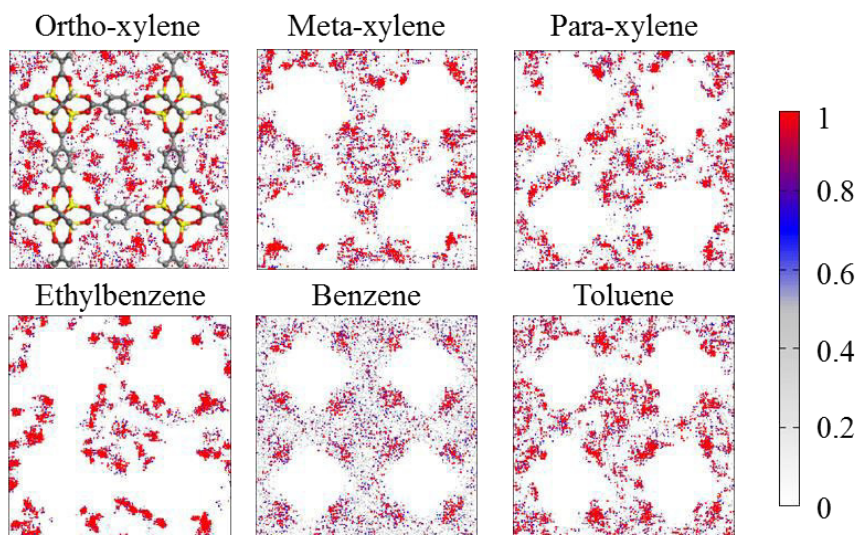 Ortho-xylene
Meta-xylene
Para-xylene
Ethylbenzene
Benzene
Toluene
1
0.8
0.6
0.4
0.2
0